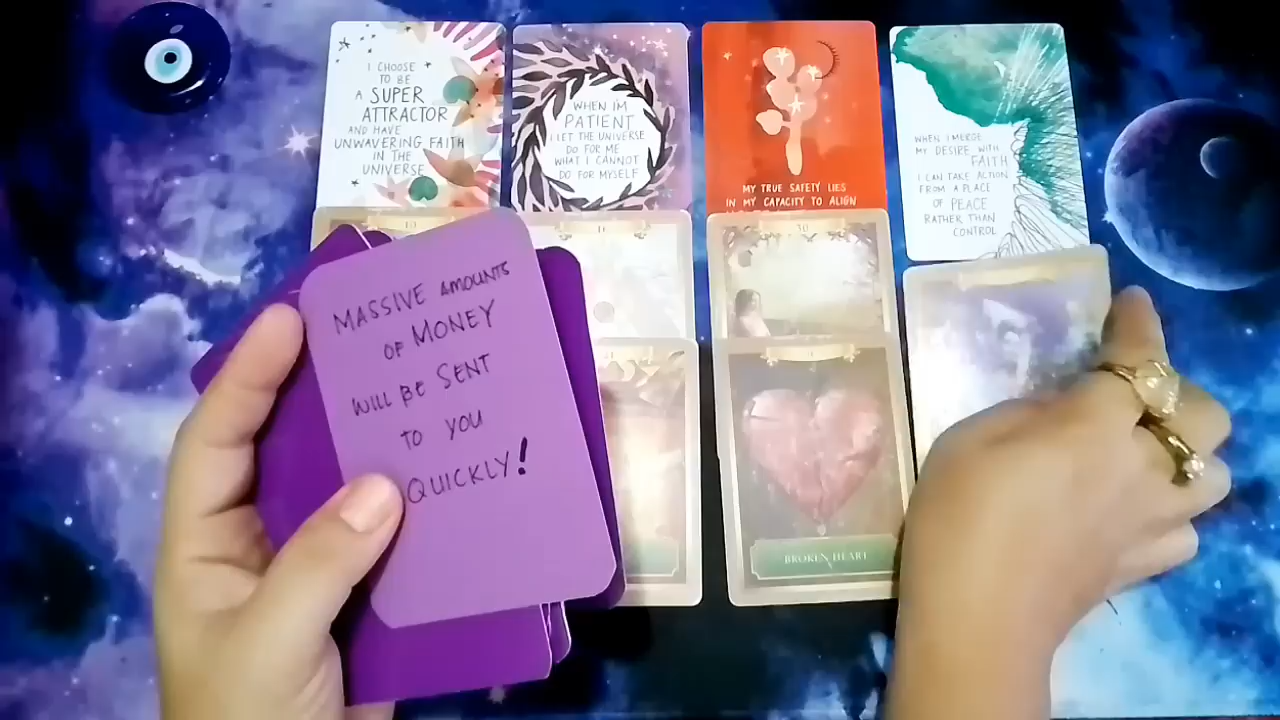 I CHOOSE
TO BE
A SUPER
ATTRACTOR
AND HAVE
UNWAVERING FAITH
IN THE
UNIVERSE
WHEN I'M
PATIENT
I LET THE UNIVERSE
DO FOR ME
WHAT I CANNOT
DO FOR MYSELF
MY TRUE SAFETY LIES
IN MY CAPACITY TO ALIGN
WHEN I MERGE
MY DESIRE WITH
FAITH
I CAN TAKE ACTION
FROM A PLACE
OF PEACE
RATHER THAN
CONTROL
10
11
30
MASSIVE AMOUNTS
OF MONEY
WILL BE SENT
TO YOU
QUICKLY!
BROKEN HEART